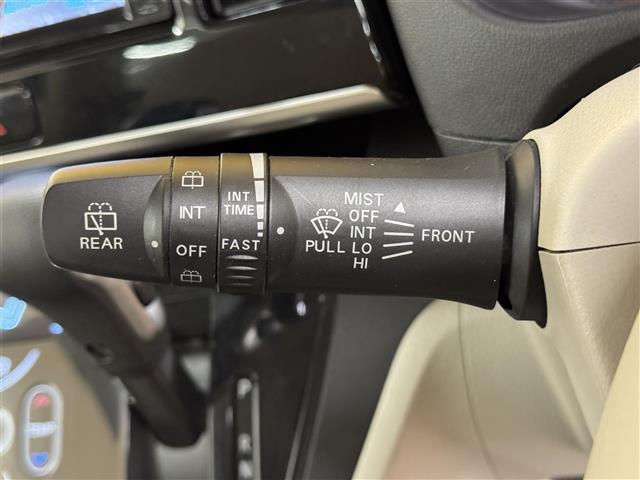 REAR
INT
OFF
INT
TIME
FAST
PULL
MIST
OFF
INT
LO
HI
FRONT
P
R
N